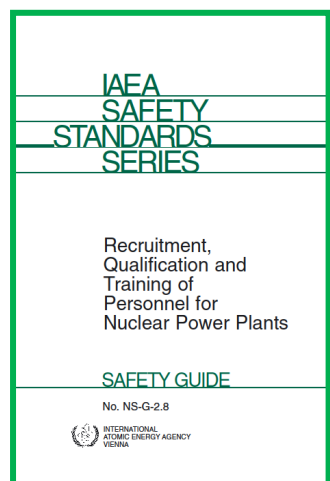 IAEA
SAFETY
STANDARDS
SERIES
Recruitment,
Qualification and
Training of
Personnel for
Nuclear Power Plants
SAFETY GUIDE
No. NS-G-2.8
INTERNATIONAL
ATOMIC ENERGY AGENCY
VIENNA